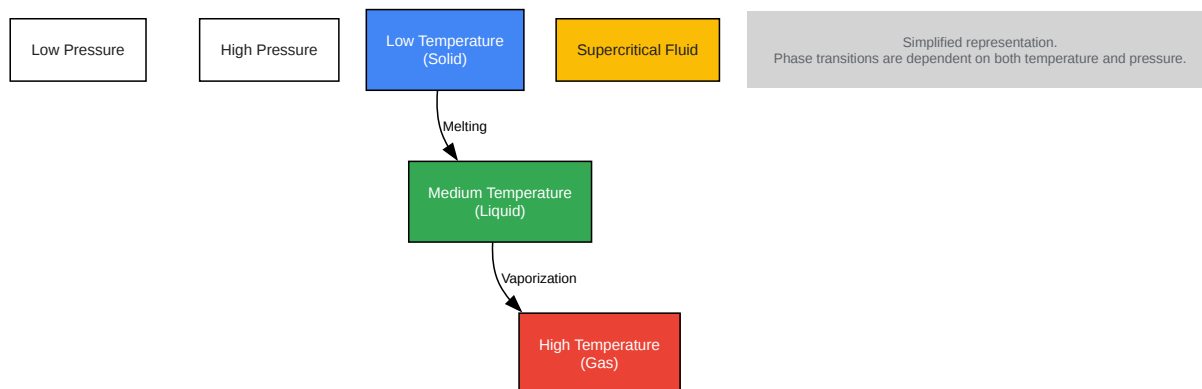 Low Pressure
High Pressure
Low Temperature
(Solid)
Supercritical Fluid
Simplified representation.
Phase transitions are dependent on both temperature and pressure.
Melting
Medium Temperature
(Liquid)
Vaporization
High Temperature
(Gas)